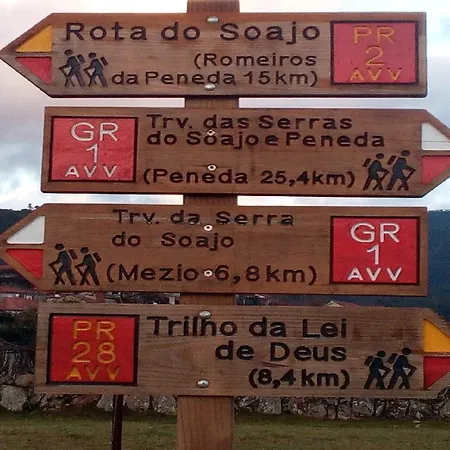 Rota do Soajo
(Romeiros
da Peneda 15km)
PR
2
AVV
GR
1
AVV
Trv. das Serras
do Soajo e Peneda
(Peneda 25,4km)
Trv. da Serra
do Soajo
(Mezio 6,8km)
GR
1
AVV
PR
28
AVV
Trilho da Lei
de Deus
(8,4km)